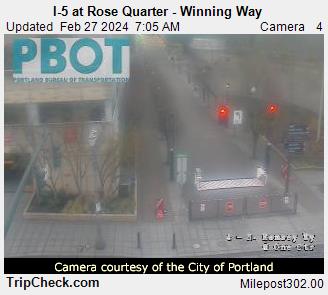 I-5 at Rose Quarter - Winning Way
Updated Feb 27 2024 7:05 AM Camera 4
PBOT
PORTLAND BUREAU OF TRANSPORTATION
Camera courtesy of the City of Portland
TripCheck.com Milepost302.00